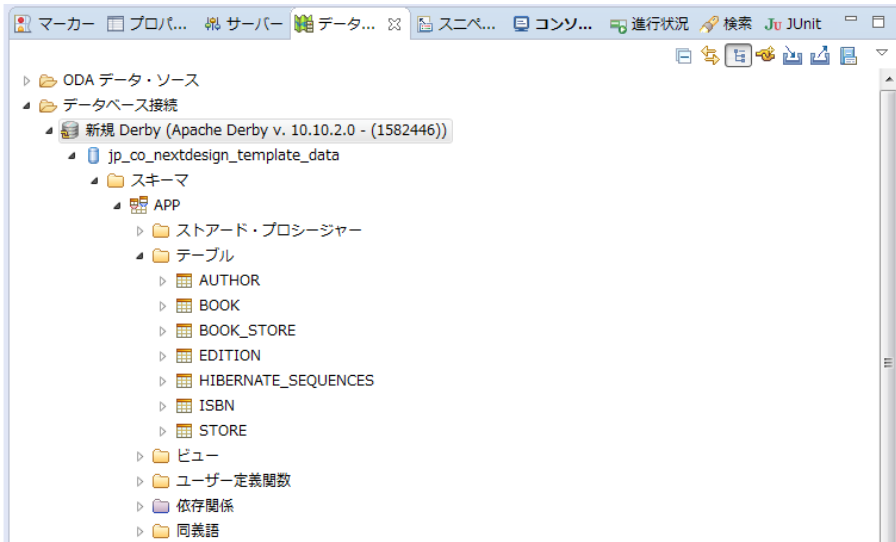 マーカー プロパ... サーバー データ... スニペ... コンソ... 進行状況 検索 Ju JUnit
ODA データ・ソース
データベース接続
新規 Derby (Apache Derby v. 10.10.2.0 - (1582446))
jp_co_nextdesign_template_data
スキーマ
APP
ストアード・プロシージャー
テーブル
AUTHOR
BOOK
BOOK_STORE
EDITION
HIBERNATE_SEQUENCES
ISBN
STORE
ビュー
ユーザー定義関数
依存関係
同義語